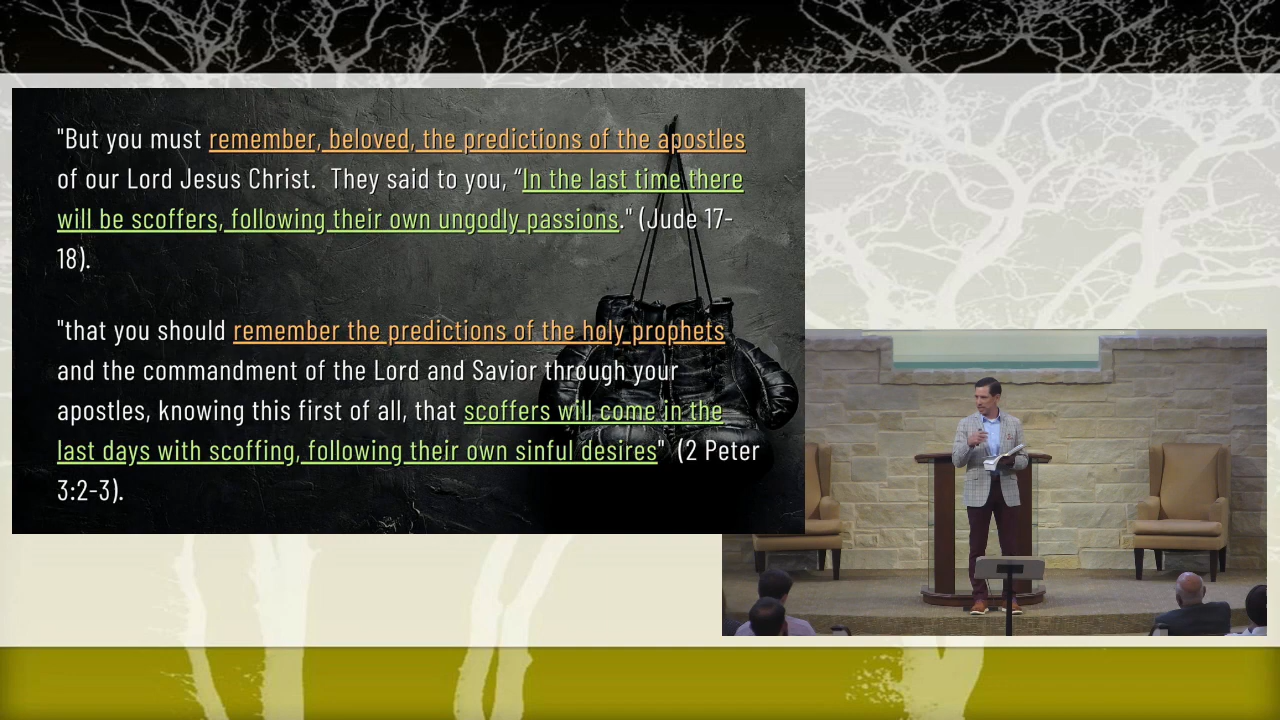 "But you must remember, beloved, the predictions of the apostles
of our Lord Jesus Christ.  They said to you, “In the last time there
will be scoffers, following their own ungodly passions." (Jude 17-
18).
"that you should remember the predictions of the holy prophets
and the commandment of the Lord and Savior through your
apostles, knowing this first of all, that scoffers will come in the
last days with scoffing, following their own sinful desires"  (2 Peter
3:2-3).